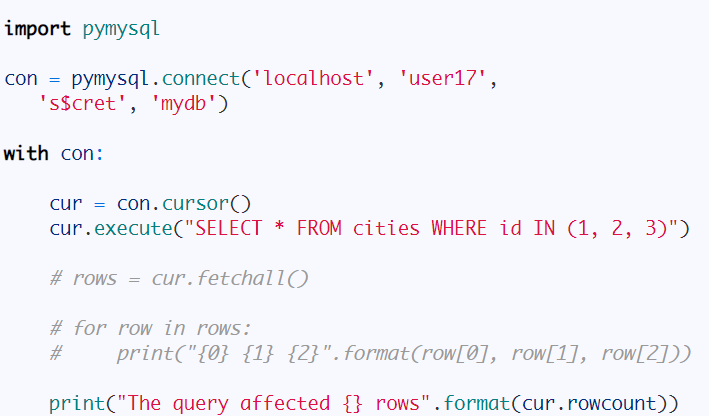 import pymysql
con = pymysql.connect('localhost', 'user17',
's$cret', 'mydb')
with con:
cur = con.cursor()
cur.execute("SELECT * FROM cities WHERE id IN (1, 2, 3)")
# rows = cur.fetchall()
# for row in rows:
#     print("{0} {1} {2}".format(row[0], row[1], row[2]))
print("The query affected {} rows".format(cur.rowcount))